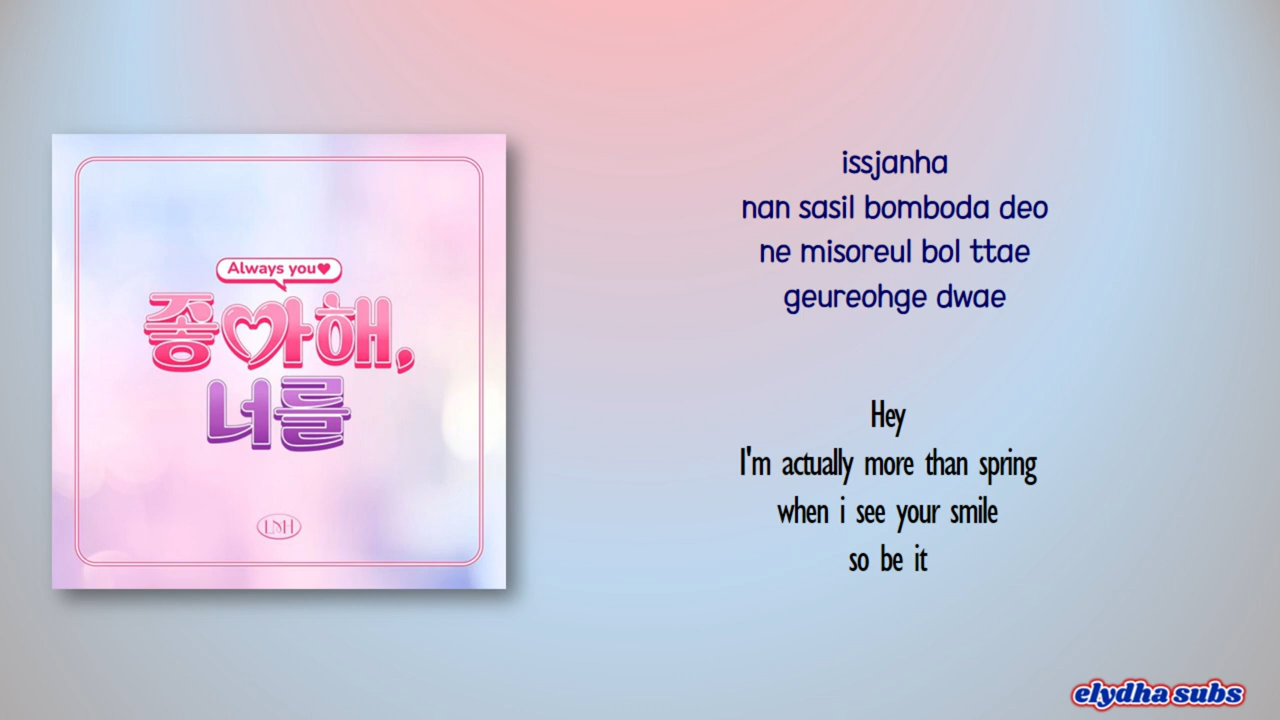 Always you♥
좋아해,
너를
LNH
issjanha
nan sasil bomboda deo
ne misoreul bol ttae
geureohge dwae
Hey
I'm actually more than spring
when i see your smile
so be it
elydha subs